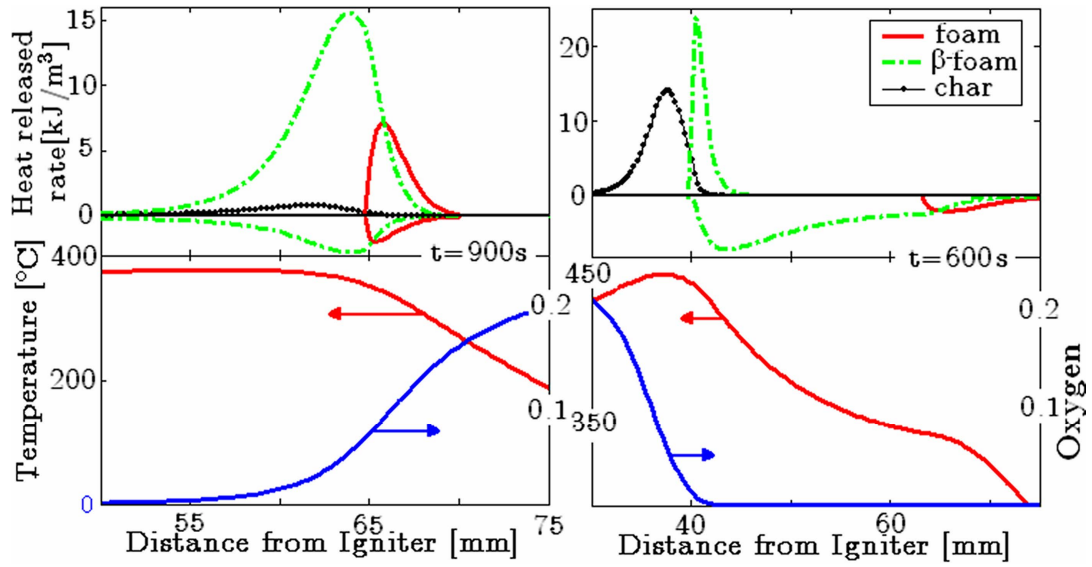 Heat released
rate[kJ/m³]
15
10
5
0
t=900s
20
10
0
t=600s
foam
β-foam
char
Temperature [°C]
400
200
0
0.2
0.1
55
65
75
Distance from Igniter [mm]
450
350
0.2
0.1
Oxygen
40
60
Distance from Igniter [mm]